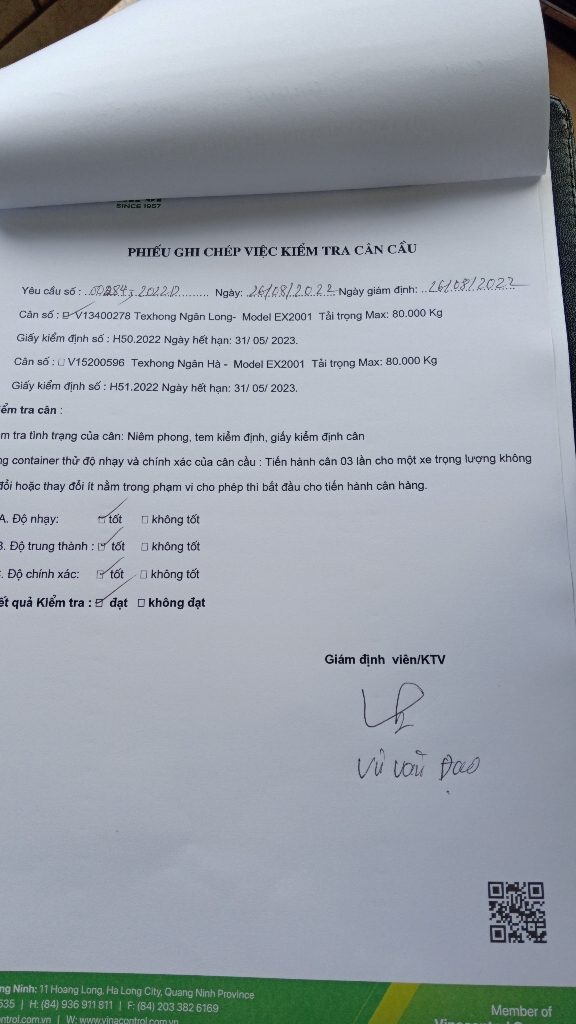 SINCE 1957
PHIẾU GHI CHÉP VIỆC KIỂM TRA CÂN CẦU
Yêu cầu số : Ngày: 26/08/2022 Ngày giám định: 26/08/2022
Cân số : ☑ V13400278 Texhong Ngân Long- Model EX2001 Tải trọng Max: 80.000 Kg
Giấy kiểm định số : H50.2022 Ngày hết hạn: 31/ 05/ 2023.
Cân số : ☐ V15200596 Texhong Ngân Hà - Model EX2001 Tải trọng Max: 80.000 Kg
Giấy kiểm định số : H51.2022 Ngày hết hạn: 31/ 05/ 2023.
ểm tra cân :
m tra tình trạng của cân: Niêm phong, tem kiểm định, giấy kiểm định cân
ng container thử độ nhạy và chính xác của cân cầu : Tiến hành cân 03 lần cho một xe trọng lượng không
đổi hoặc thay đổi ít nằm trong phạm vi cho phép thì bắt đầu cho tiến hành cân hàng.
A. Độ nhạy: ☑ tốt ☐ không tốt
B. Độ trung thành : ☑ tốt ☐ không tốt
. Độ chính xác: ☑ tốt ☐ không tốt
ết quả Kiểm tra : ☑ đạt ☐ không đạt
Giám định viên/KTV
Vũ Văn Đạo
ng Ninh: 11 Hoang Long, Ha Long City, Quang Ninh Province
635 | H: (84) 936 911 811 | F: (84) 203 382 6169
ntrol.com.vn | W: www.vinacontrol.com.vn
Member of